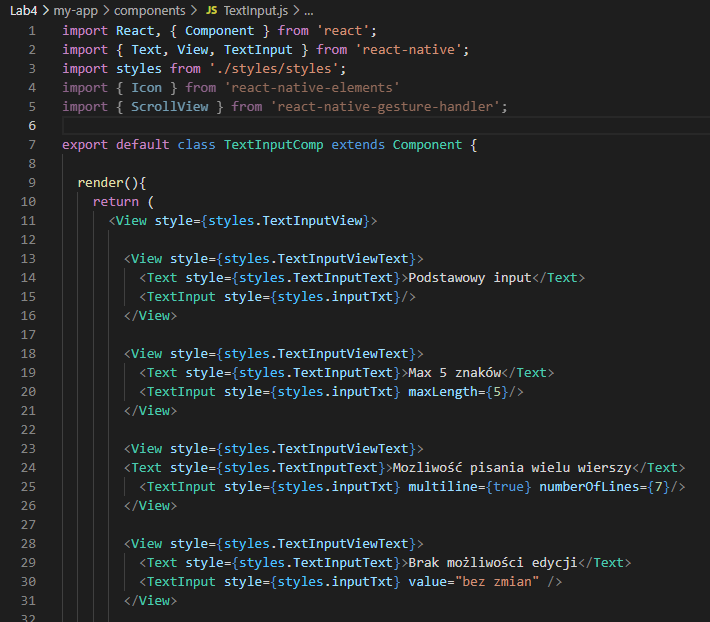 Lab4 > my-app > components > JS TextInput.js > ...
1 import React, { Component } from 'react';
2 import { Text, View, TextInput } from 'react-native';
3 import styles from './styles/styles';
4 import { Icon } from 'react-native-elements'
5 import { ScrollView } from 'react-native-gesture-handler';
6
7 export default class TextInputComp extends Component {
8
9 render(){
10 return (
11 <View style={styles.TextInputView}>
12
13 <View style={styles.TextInputViewText}>
14 <Text style={styles.TextInputText}>Podstawowy input</Text>
15 <TextInput style={styles.inputTxt}/>
16 </View>
17
18 <View style={styles.TextInputViewText}>
19 <Text style={styles.TextInputText}>Max 5 znaków</Text>
20 <TextInput style={styles.inputTxt} maxLength={5}/>
21 </View>
22
23 <View style={styles.TextInputViewText}>
24 <Text style={styles.TextInputText}>Mozliwość pisania wielu wierszy</Text>
25 <TextInput style={styles.inputTxt} multiline={true} numberOfLines={7}/>
26 </View>
27
28 <View style={styles.TextInputViewText}>
29 <Text style={styles.TextInputText}>Brak możliwości edycji</Text>
30 <TextInput style={styles.inputTxt} value="bez zmian" />
31 </View>
32